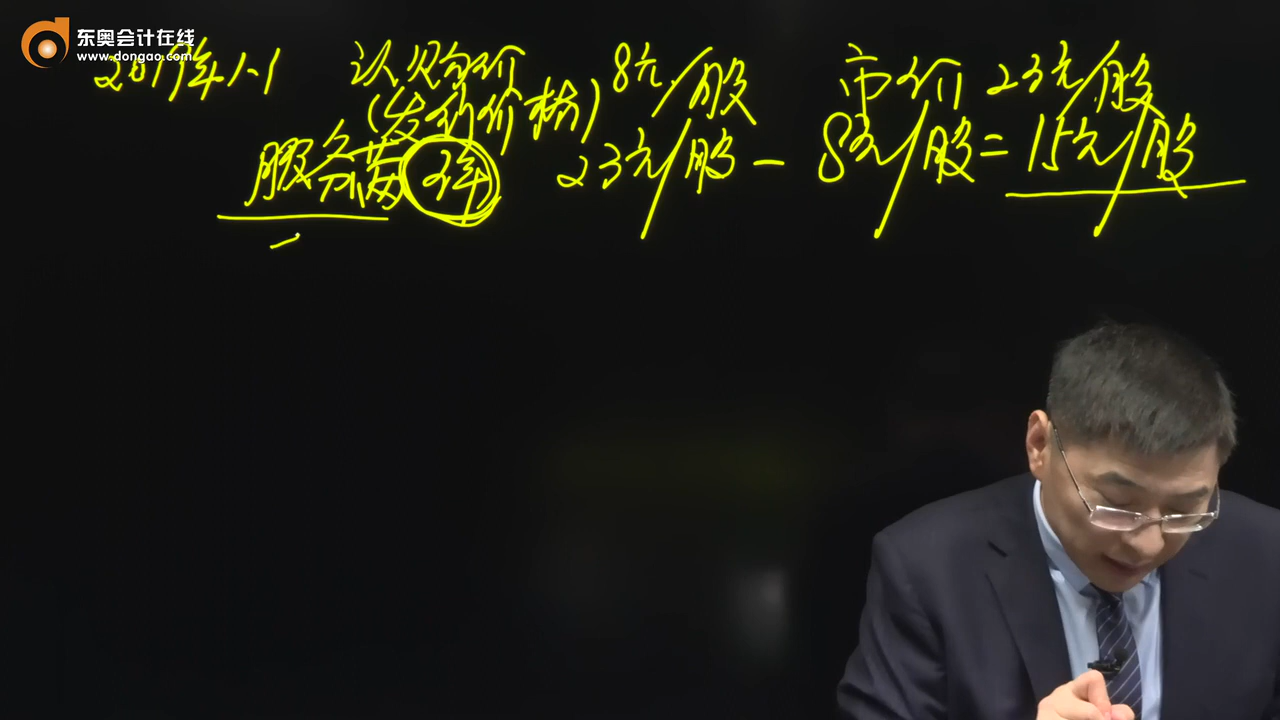 东奥会计在线
www.dongao.com
2019年1.1 认购价 8元/股 市价 23元/股
(发行价格)
服务满2年 23元/股 - 8元/股 = 15元/股